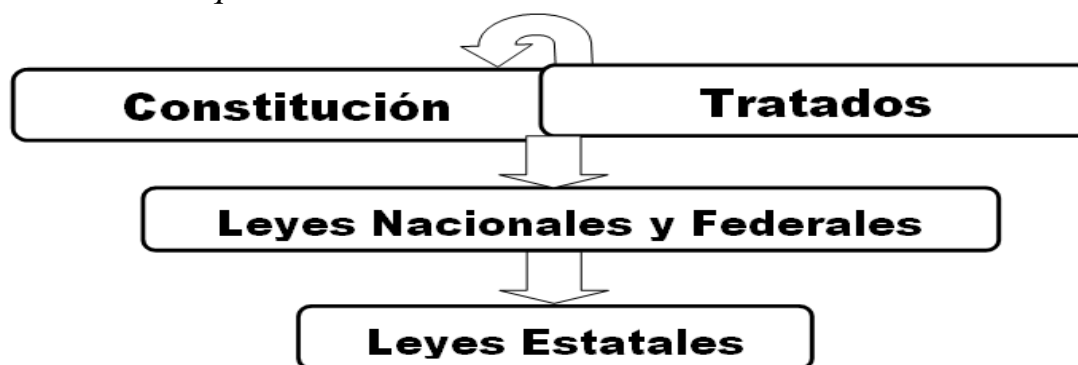 Constitución
Tratados
Leyes Nacionales y Federales
Leyes Estatales